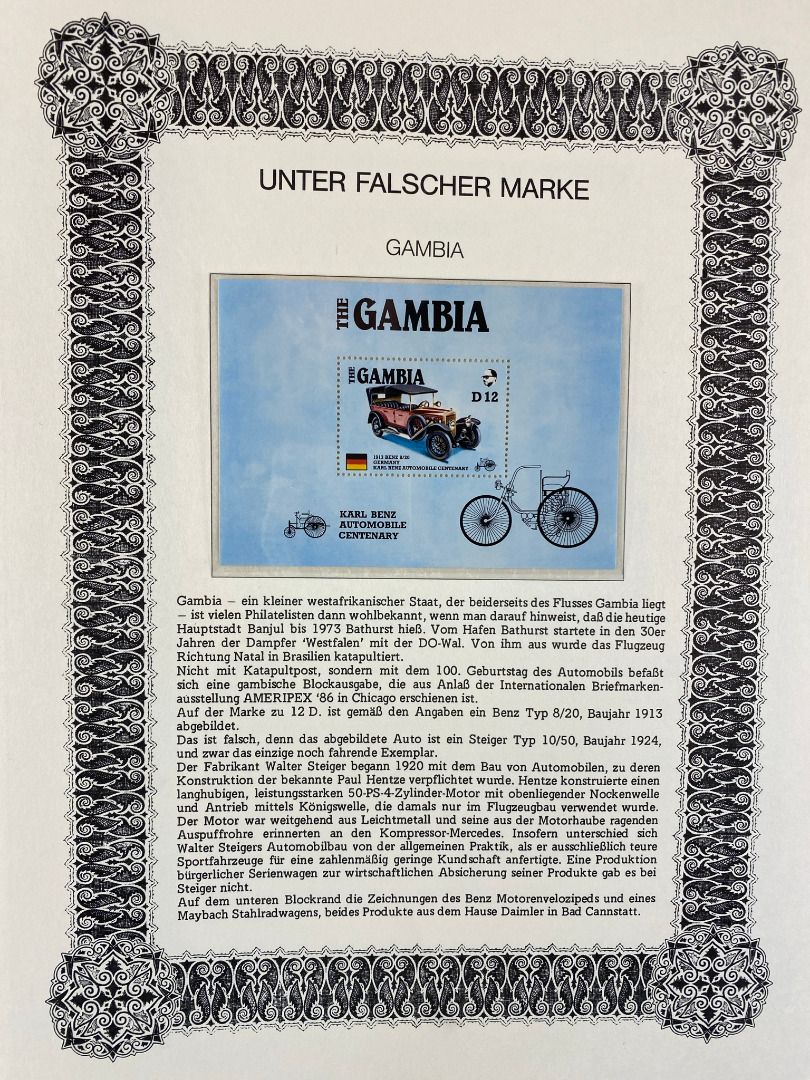 UNTER FALSCHER MARKE
GAMBIA
THE GAMBIA
THE GAMBIA
D 12
1913 BENZ 8/20
GERMANY
KARL BENZ AUTOMOBILE CENTENARY
KARL BENZ
AUTOMOBILE
CENTENARY
Gambia – ein kleiner westafrikanischer Staat, der beiderseits des Flusses Gambia liegt
– ist vielen Philatelisten dann wohlbekannt, wenn man darauf hinweist, daß die heutige
Hauptstadt Banjul bis 1973 Bathurst hieß. Vom Hafen Bathurst startete in den 30er
Jahren der Dampfer 'Westfalen' mit der DO-Wal. Von ihm aus wurde das Flugzeug
Richtung Natal in Brasilien katapultiert.
Nicht mit Katapultpost, sondern mit dem 100. Geburtstag des Automobils befaßt
sich eine gambische Blockausgabe, die aus Anlaß der Internationalen Briefmarken-
ausstellung AMERIPEX '86 in Chicago erschienen ist.
Auf der Marke zu 12 D. ist gemäß den Angaben ein Benz Typ 8/20, Baujahr 1913
abgebildet.
Das ist falsch, denn das abgebildete Auto ist ein Steiger Typ 10/50, Baujahr 1924,
und zwar das einzige noch fahrende Exemplar.
Der Fabrikant Walter Steiger begann 1920 mit dem Bau von Automobilen, zu deren
Konstruktion der bekannte Paul Hentze verpflichtet wurde. Hentze konstruierte einen
langhubigen, leistungsstarken 50-PS-4-Zylinder-Motor mit obenliegender Nockenwelle
und Antrieb mittels Königswelle, die damals nur im Flugzeugbau verwendet wurde.
Der Motor war weitgehend aus Leichtmetall und seine aus der Motorhaube ragenden
Auspuffrohre erinnerten an den Kompressor-Mercedes. Insofern unterschied sich
Walter Steigers Automobilbau von der allgemeinen Praktik, als er ausschließlich teure
Sportfahrzeuge für eine zahlenmäßig geringe Kundschaft anfertigte. Eine Produktion
bürgerlicher Serienwagen zur wirtschaftlichen Absicherung seiner Produkte gab es bei
Steiger nicht.
Auf dem unteren Blockrand die Zeichnungen des Benz Motorenvelozipeds und eines
Maybach Stahlradwagens, beides Produkte aus dem Hause Daimler in Bad Cannstatt.